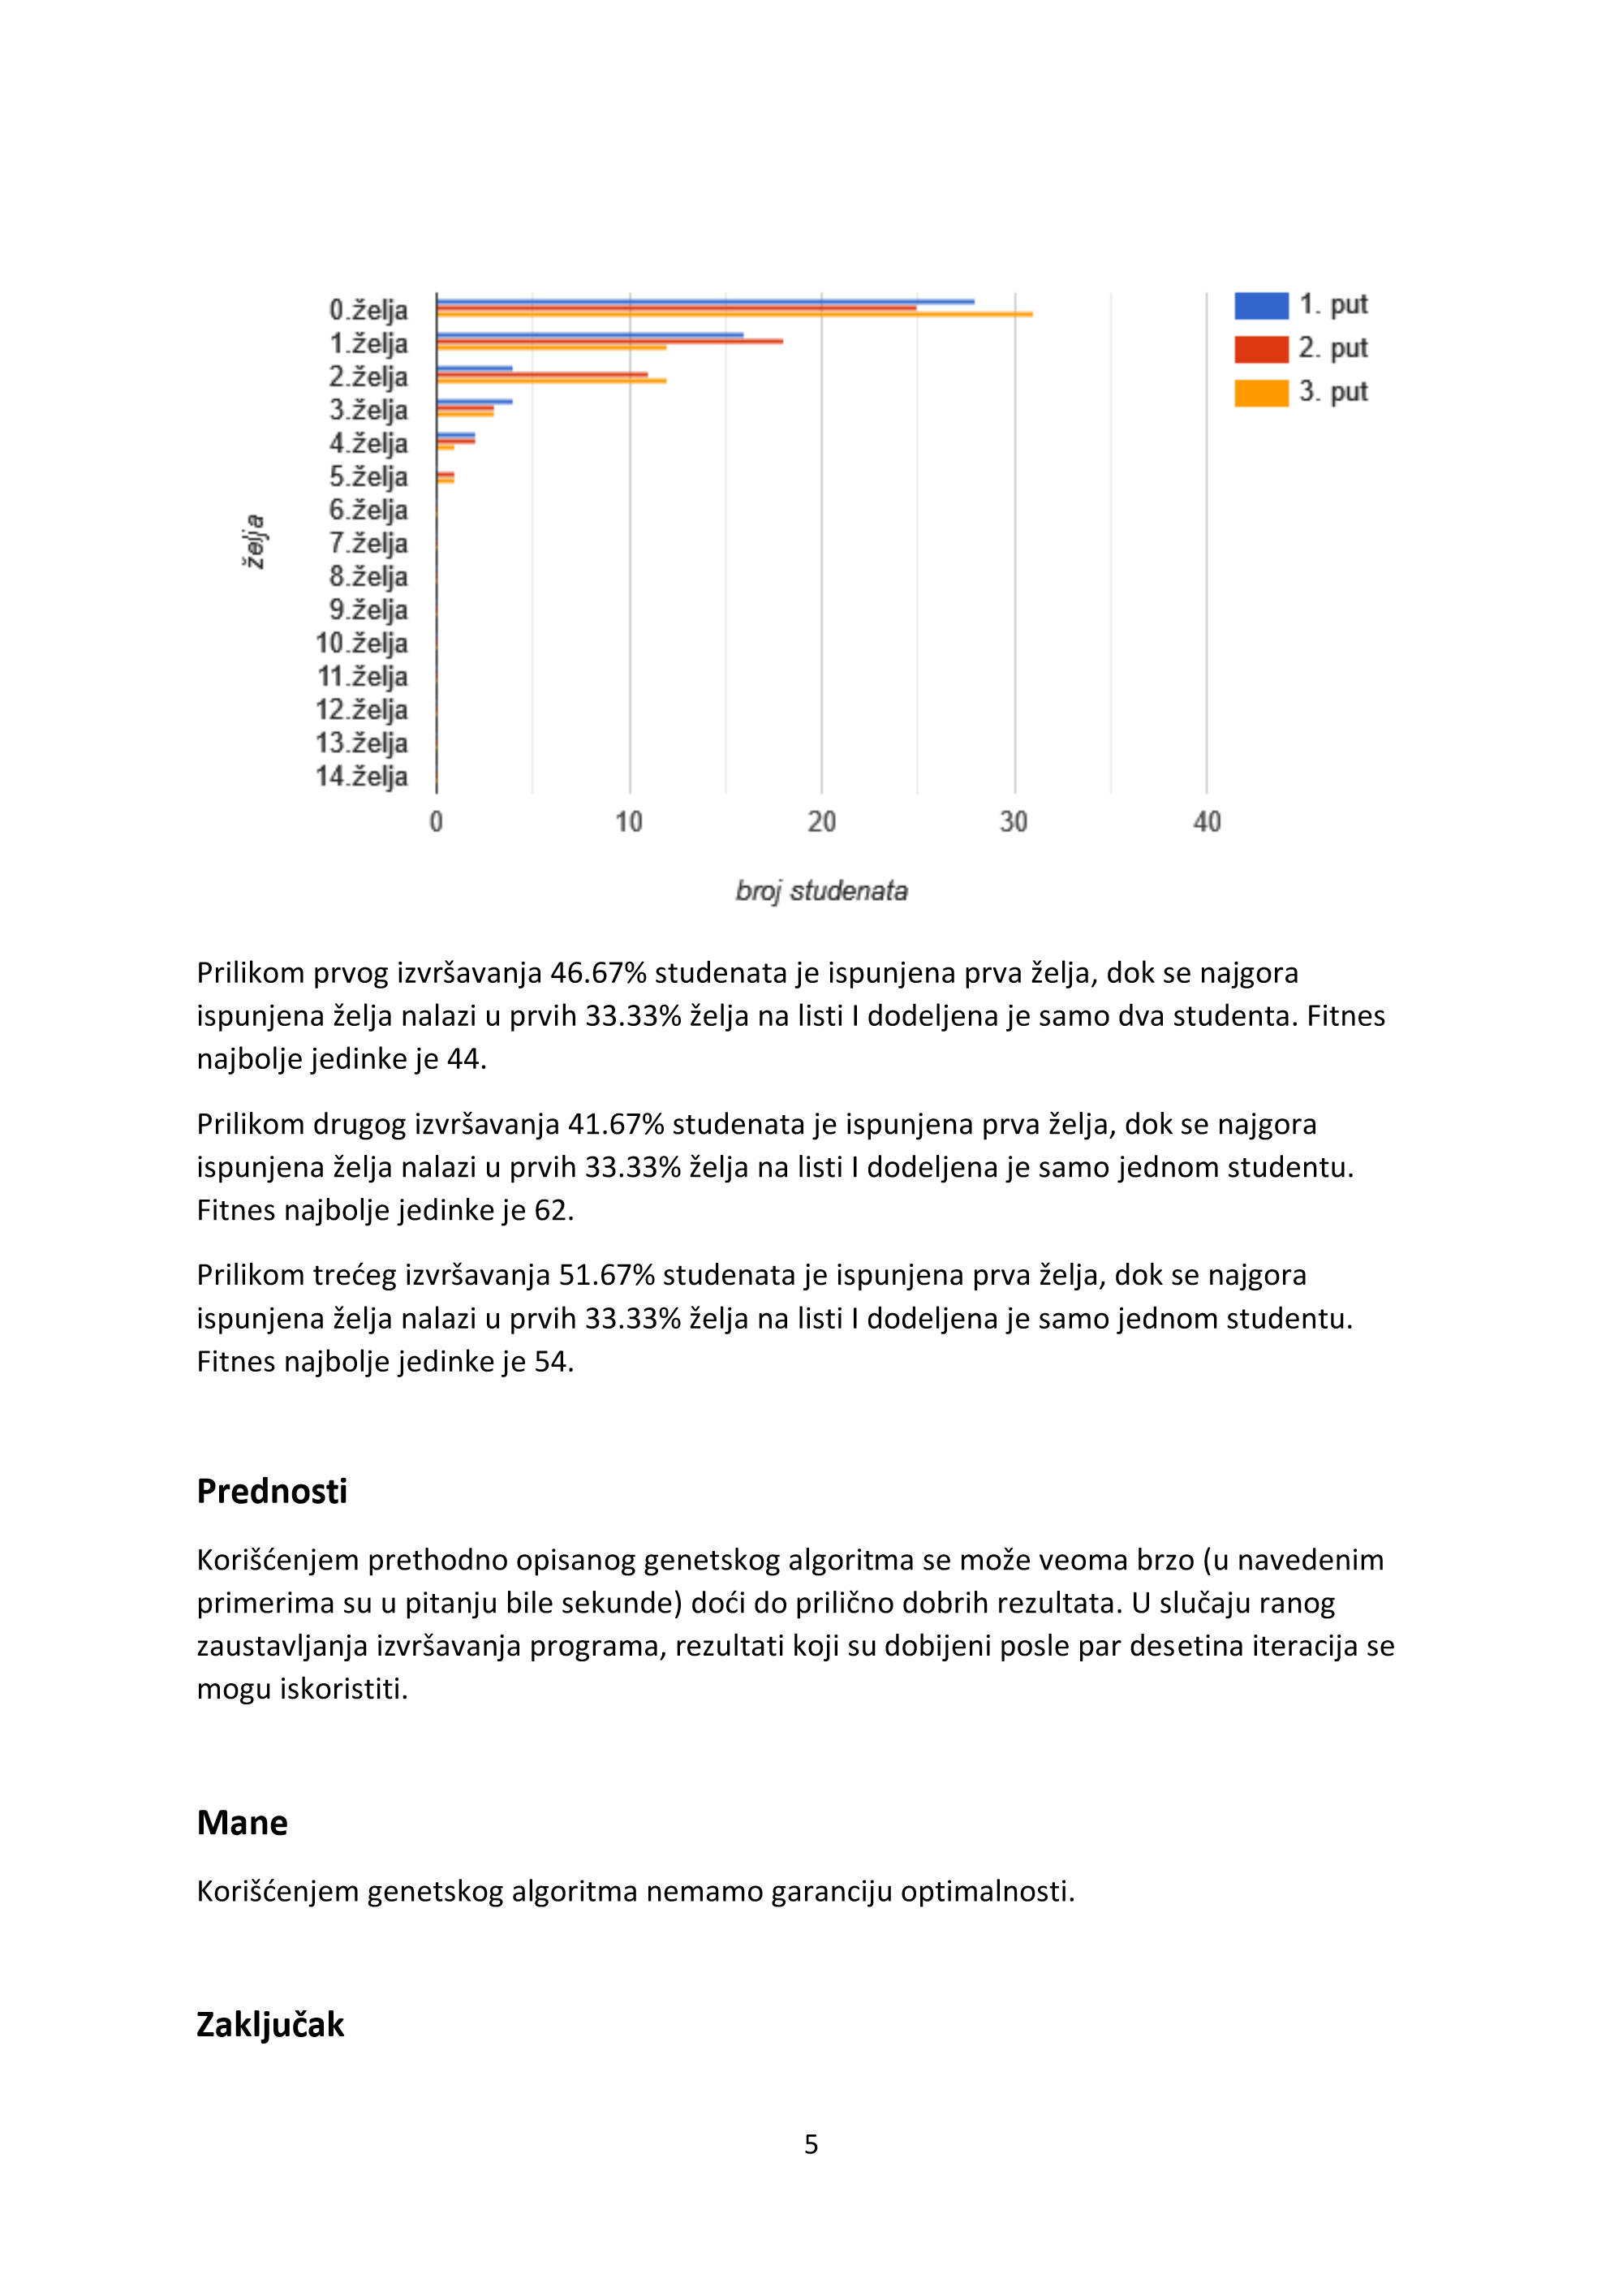 0.želja
1.želja
2.želja
3.želja
4.želja
5.želja
6.želja
7.želja
8.želja
9.želja
10.želja
11.želja
12.želja
13.želja
14.želja
želja
0 10 20 30 40
broj studenata
1. put
2. put
3. put
Prilikom prvog izvršavanja 46.67% studenata je ispunjena prva želja, dok se najgora
ispunjena želja nalazi u prvih 33.33% želja na listi I dodeljena je samo dva studenta. Fitnes
najbolje jedinke je 44.
Prilikom drugog izvršavanja 41.67% studenata je ispunjena prva želja, dok se najgora
ispunjena želja nalazi u prvih 33.33% želja na listi I dodeljena je samo jednom studentu.
Fitnes najbolje jedinke je 62.
Prilikom trećeg izvršavanja 51.67% studenata je ispunjena prva želja, dok se najgora
ispunjena želja nalazi u prvih 33.33% želja na listi I dodeljena je samo jednom studentu.
Fitnes najbolje jedinke je 54.
Prednosti
Korišćenjem prethodno opisanog genetskog algoritma se može veoma brzo (u navedenim
primerima su u pitanju bile sekunde) doći do prilično dobrih rezultata. U slučaju ranog
zaustavljanja izvršavanja programa, rezultati koji su dobijeni posle par desetina iteracija se
mogu iskoristiti.
Mane
Korišćenjem genetskog algoritma nemamo garanciju optimalnosti.
Zaključak
5